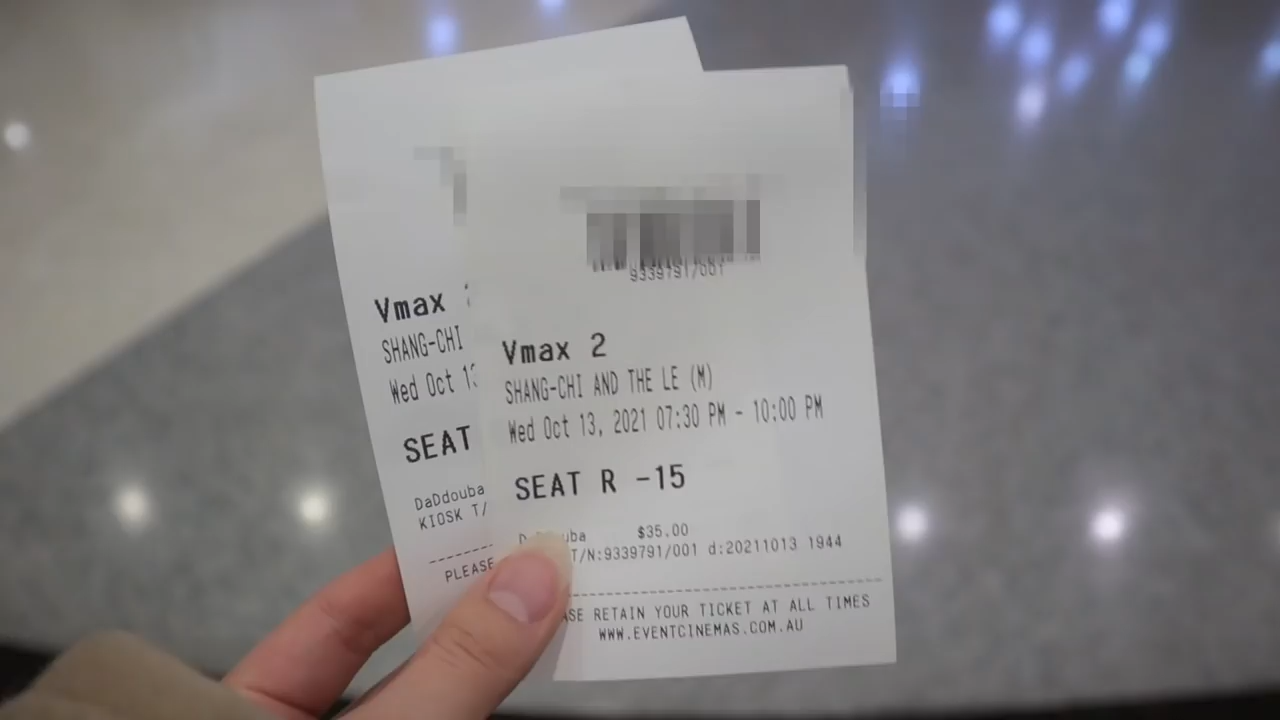 Vmax
SHANG-CHI
Wed Oct 13
SEAT
DaDdouba
KIOSK T/
PLEASE
9339791/001
Vmax 2
SHANG-CHI AND THE LE (M)
Wed Oct 13, 2021 07:30 PM - 10:00 PM
SEAT R -15
$35.00
T/N:9339791/001 d:20211013 1944
ASE RETAIN YOUR TICKET AT ALL TIMES
WWW.EVENTCINEMAS.COM.AU